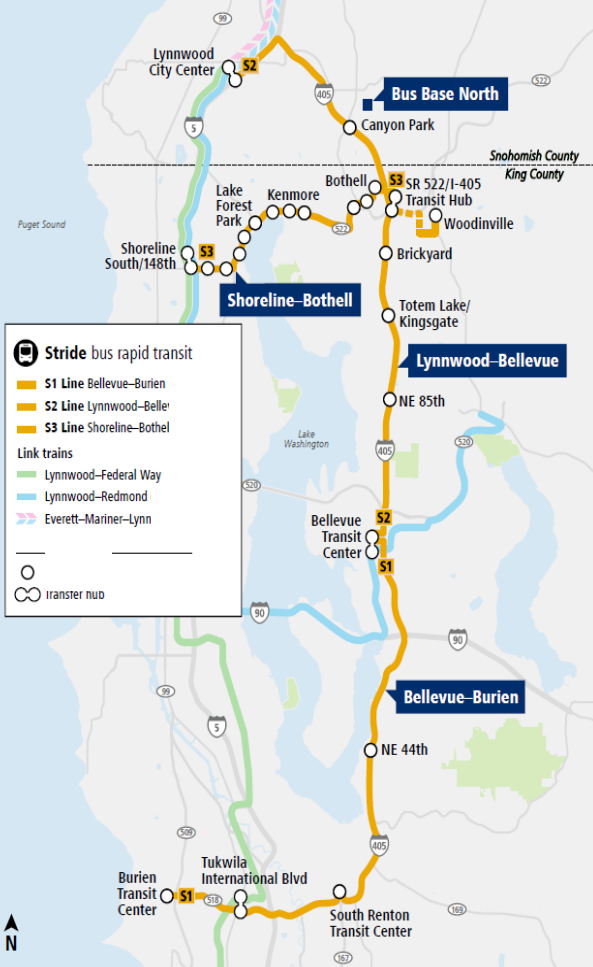 99
Lynnwood
City Center
S2
522
405
Bus Base North
5
Canyon Park
Snohomish County
King County
Bothell
S3
SR 522/I-405
Transit Hub
Lake
Forest
Park
Kenmore
Woodinville
Puget Sound
522
Shoreline
South/148th
S3
Brickyard
Shoreline–Bothell
Totem Lake/
Kingsgate
Stride bus rapid transit
S1 Line Bellevue–Burien
S2 Line Lynnwood–Belle
S3 Line Shoreline–Bothel
Link trains
Lynnwood–Federal Way
Lynnwood–Redmond
Everett–Mariner–Lynn
Transfer hub
Lynnwood–Bellevue
NE 85th
Lake
Washington
405
520
520
Bellevue
Transit
Center
S2
S1
90
90
99
5
Bellevue–Burien
NE 44th
509
405
Tukwila
International Blvd
Burien
Transit
Center
S1
518
South Renton
Transit Center
169
167
N